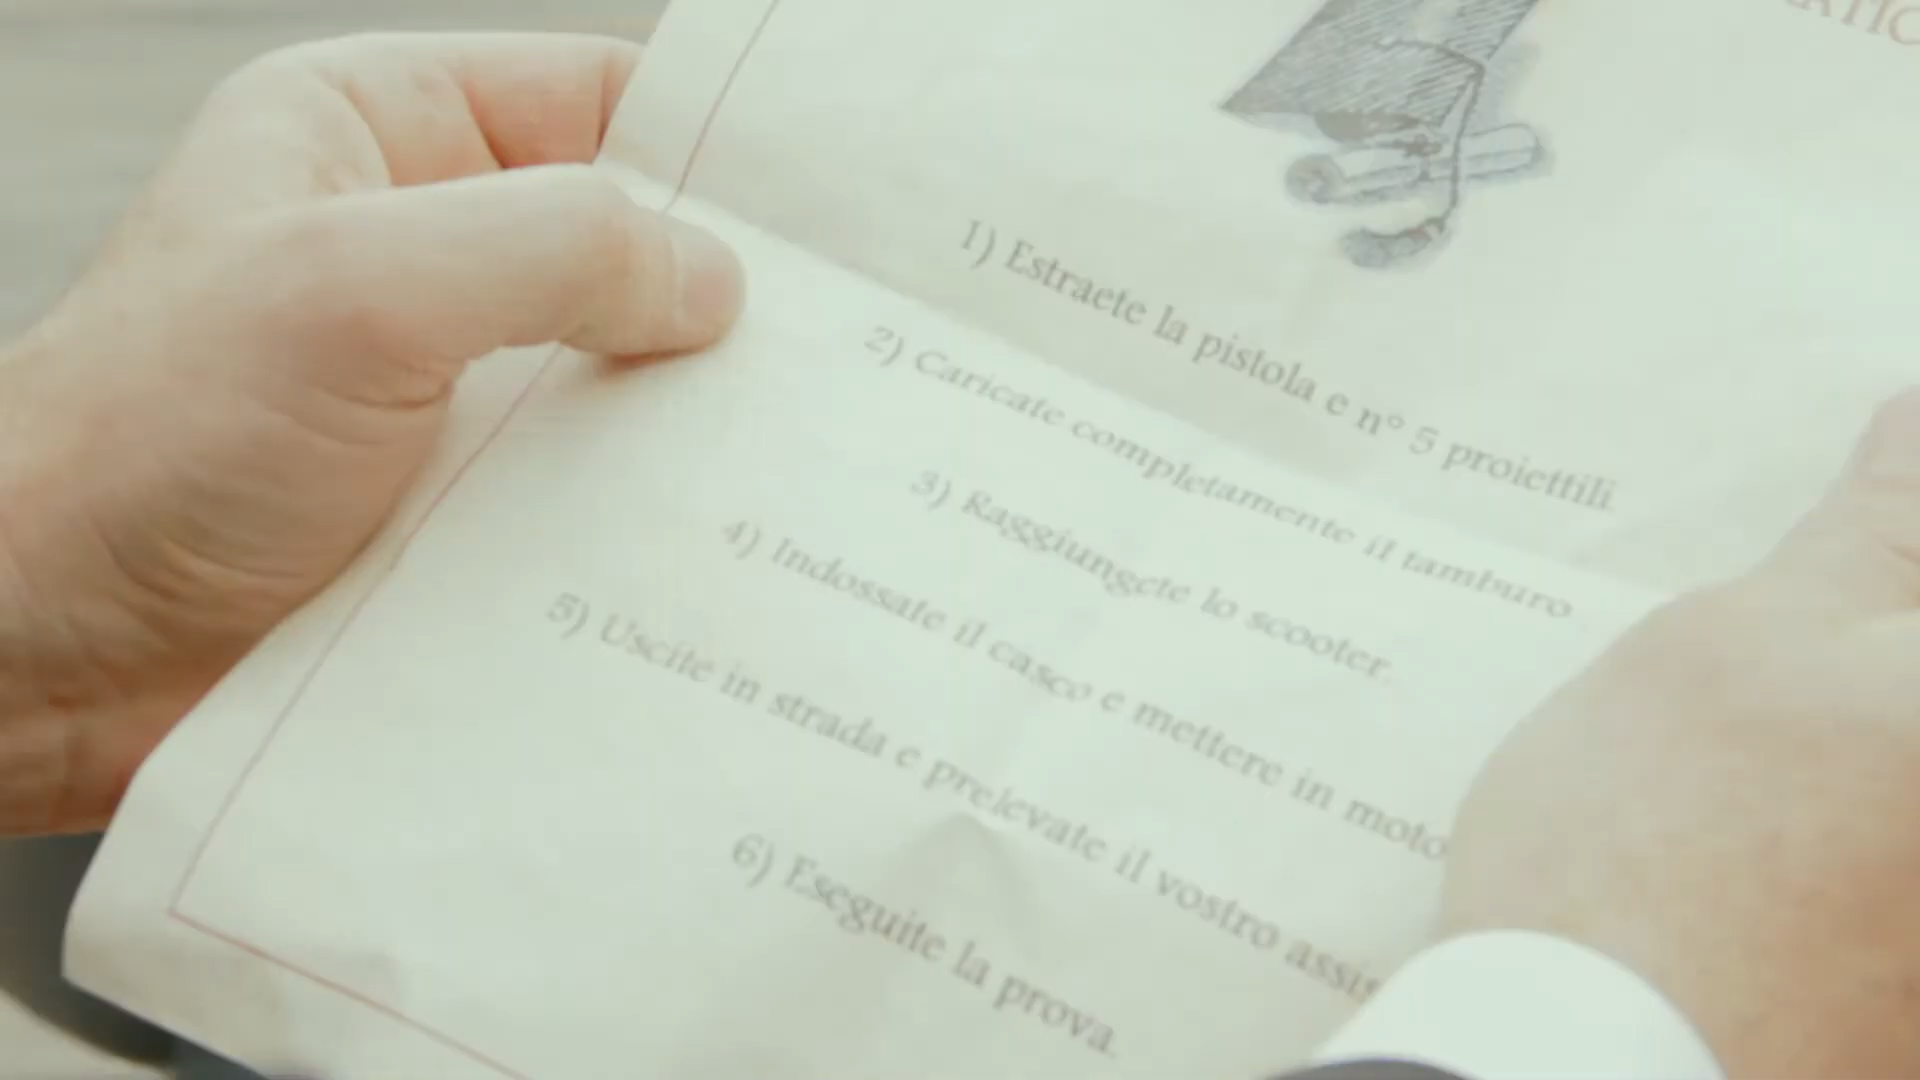 1) Estraete la pistola e n° 5 proiettili
2) Caricate completamente il tamburo.
3) Raggiungete lo scooter.
4) Indossate il casco e mettere in moto
5) Uscite in strada e prelevate il vostro
6) Eseguite la prova.